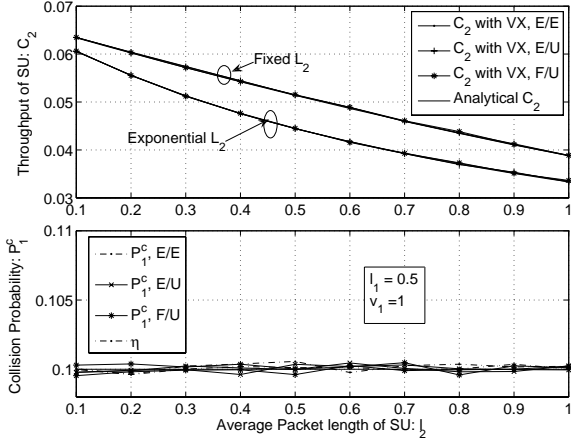 0.07
0.06
0.05
0.04
0.03
Throughput of SU: C2
Fixed L2
Exponential L2
C2 with VX, E/E
C2 with VX, E/U
C2 with VX, F/U
Analytical C2
0.1 0.2 0.3 0.4 0.5 0.6 0.7 0.8 0.9 1
0.11
0.105
0.1
Collision Probability: P1c
P1c, E/E
P1c, E/U
P1c, F/U
η
l1 = 0.5
v1 =1
0.1 0.2 0.3 0.4 0.5 0.6 0.7 0.8 0.9 1
Average Packet length of SU: l2